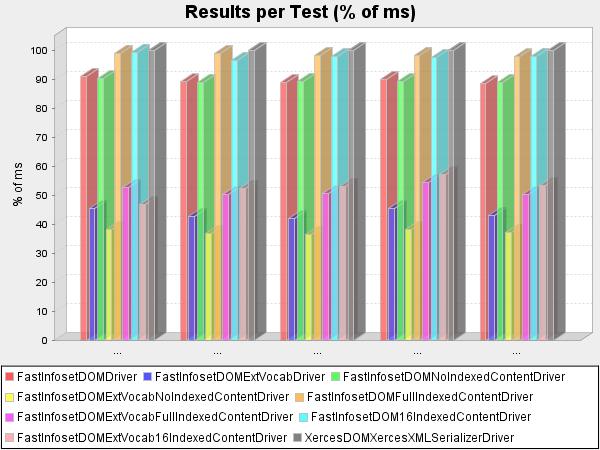 Results per Test (% of ms)
% of ms
100
90
80
70
60
50
40
30
20
10
0
... ... ... ... ...
FastInfosetDOMDriver FastInfosetDOMExtVocabDriver FastInfosetDOMNoIndexedContentDriver
FastInfosetDOMExtVocabNoIndexedContentDriver FastInfosetDOMFullIndexedContentDriver
FastInfosetDOMExtVocabFullIndexedContentDriver FastInfosetDOM16IndexedContentDriver
FastInfosetDOMExtVocab16IndexedContentDriver XercesDOMXercesXMLSerializerDriver